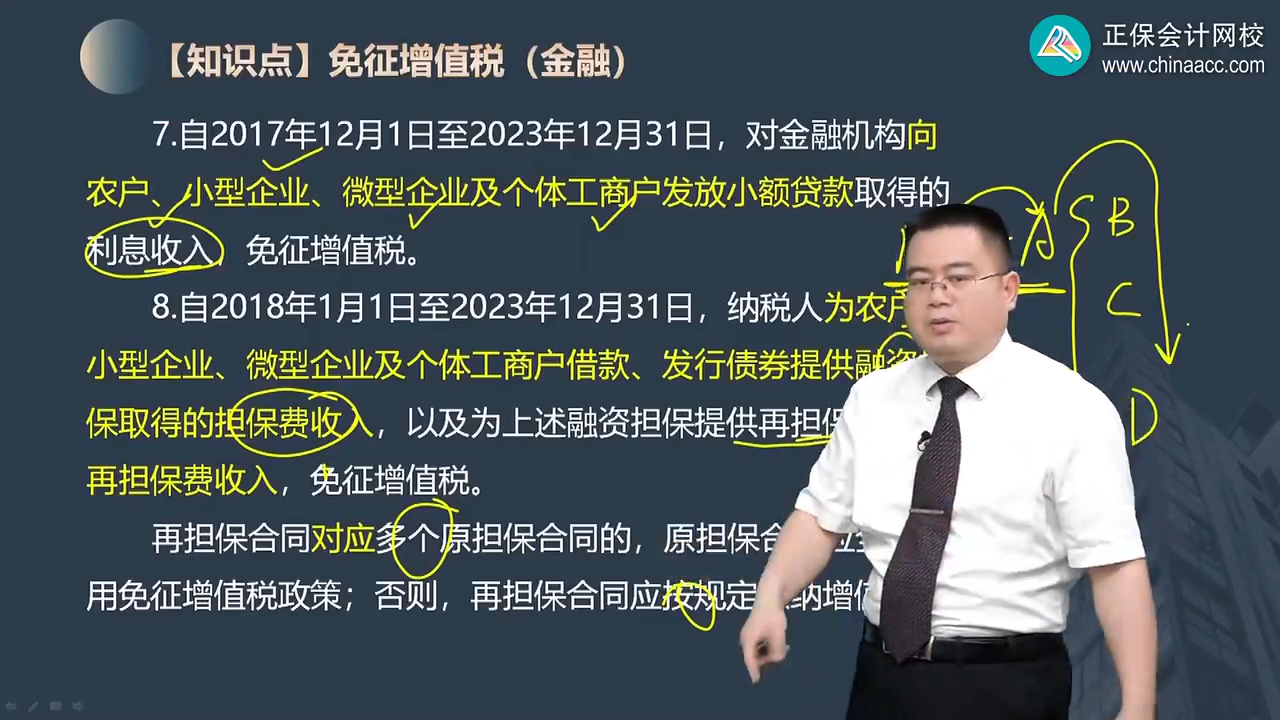 【知识点】免征增值税（金融）
正保会计网校
www.chinaacc.com
7.自2017年12月1日至2023年12月31日，对金融机构向
农户、小型企业、微型企业及个体工商户发放小额贷款取得的
利息收入，免征增值税。
8.自2018年1月1日至2023年12月31日，纳税人为农户
小型企业、微型企业及个体工商户借款、发行债券提供融资
保取得的担保费收入，以及为上述融资担保提供再担保
再担保费收入，免征增值税。
再担保合同对应多个原担保合同的，原担保合
用免征增值税政策；否则，再担保合同应按规定缴纳增值
A
B
C
D